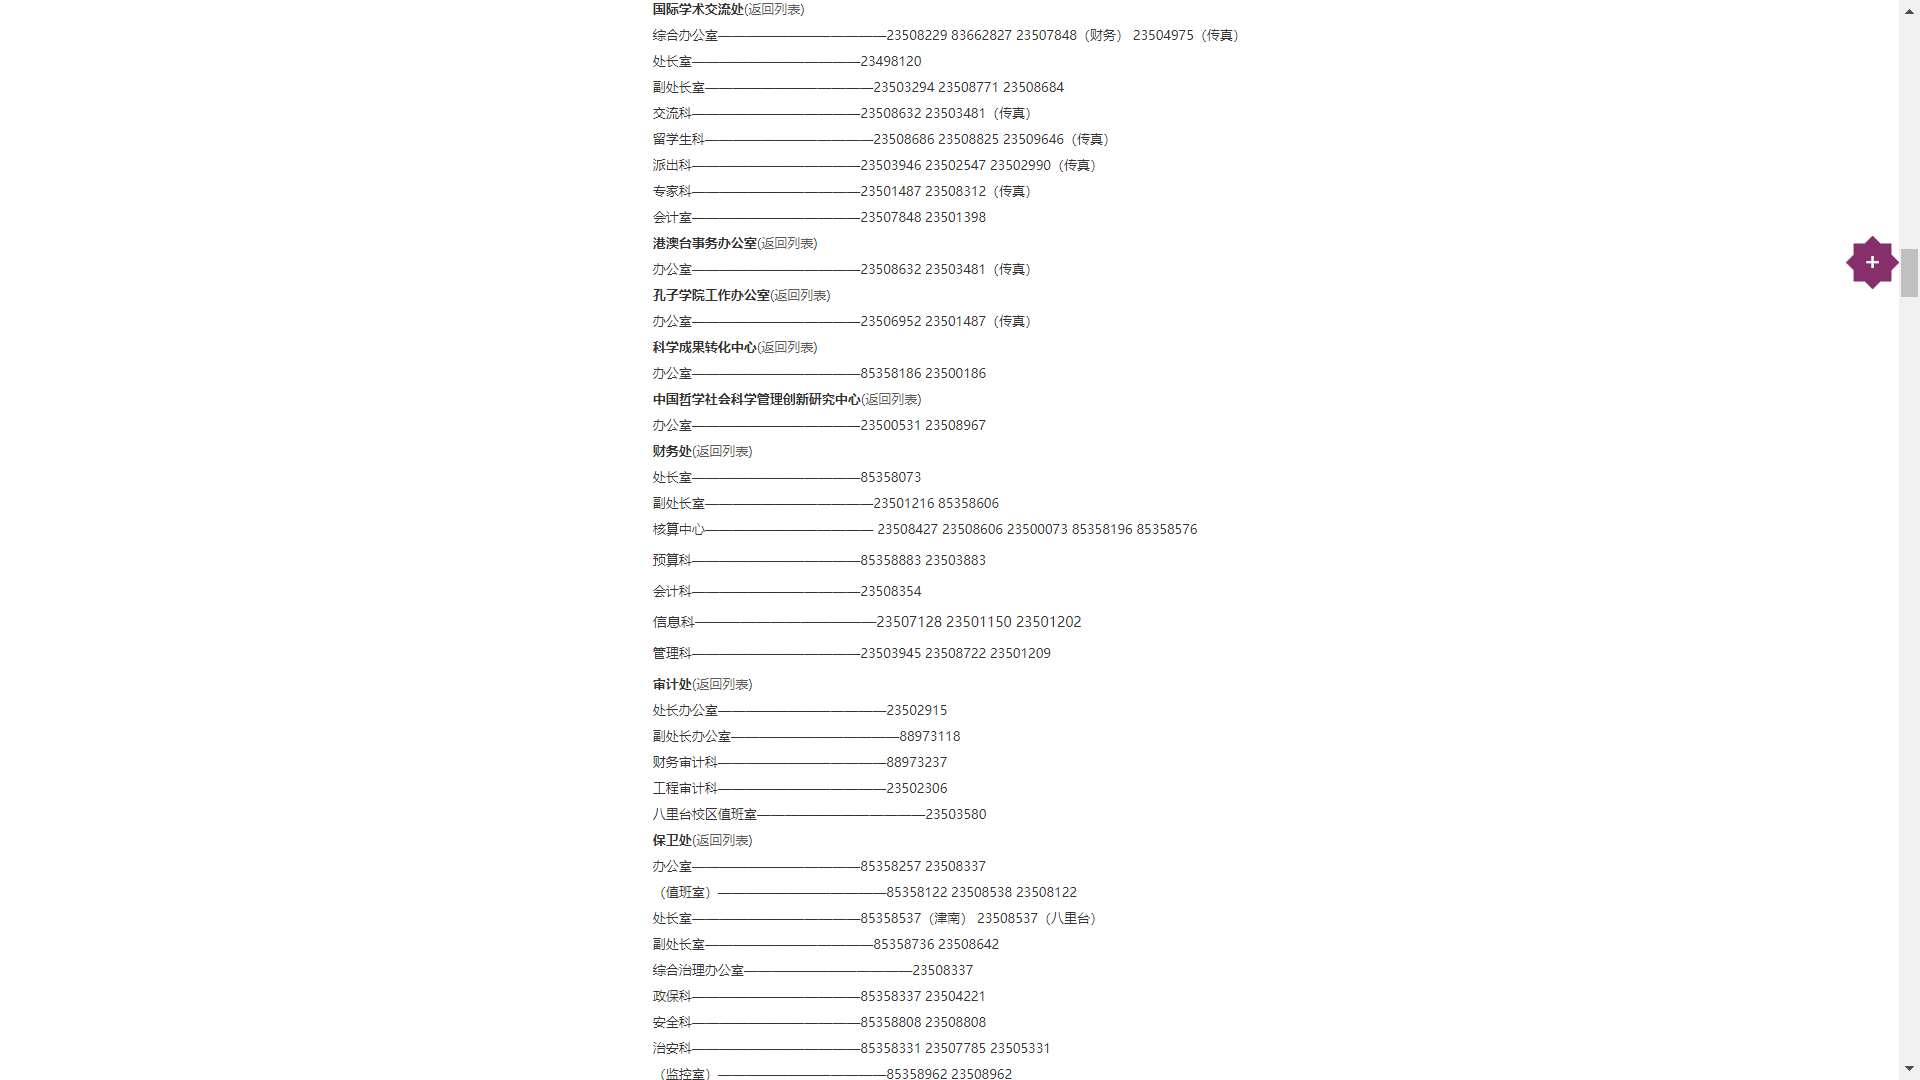 国际学术交流处(返回列表)
综合办公室————————————23508229 83662827 23507848（财务） 23504975（传真）
处长室————————————23498120
副处长室————————————23503294 23508771 23508684
交流科————————————23508632 23503481（传真）
留学生科————————————23508686 23508825 23509646（传真）
派出科————————————23503946 23502547 23502990（传真）
专家科————————————23501487 23508312（传真）
会计室————————————23507848 23501398
港澳台事务办公室(返回列表)
办公室————————————23508632 23503481（传真）
孔子学院工作办公室(返回列表)
办公室————————————23506952 23501487（传真）
科学成果转化中心(返回列表)
办公室————————————85358186 23500186
中国哲学社会科学管理创新研究中心(返回列表)
办公室————————————23500531 23508967
财务处(返回列表)
处长室————————————85358073
副处长室————————————23501216 85358606
核算中心———————————— 23508427 23508606 23500073 85358196 85358576
预算科————————————85358883 23503883
会计科————————————23508354
信息科————————————23507128 23501150 23501202
管理科————————————23503945 23508722 23501209
审计处(返回列表)
处长办公室————————————23502915
副处长办公室————————————88973118
财务审计科————————————88973237
工程审计科————————————23502306
八里台校区值班室————————————23503580
保卫处(返回列表)
办公室————————————85358257 23508337
（值班室）————————————85358122 23508538 23508122
处长室————————————85358537（津南） 23508537（八里台）
副处长室————————————85358736 23508642
综合治理办公室————————————23508337
政保科————————————85358337 23504221
安全科————————————85358808 23508808
治安科————————————85358331 23507785 23505331
（监控室）————————————85358962 23508962